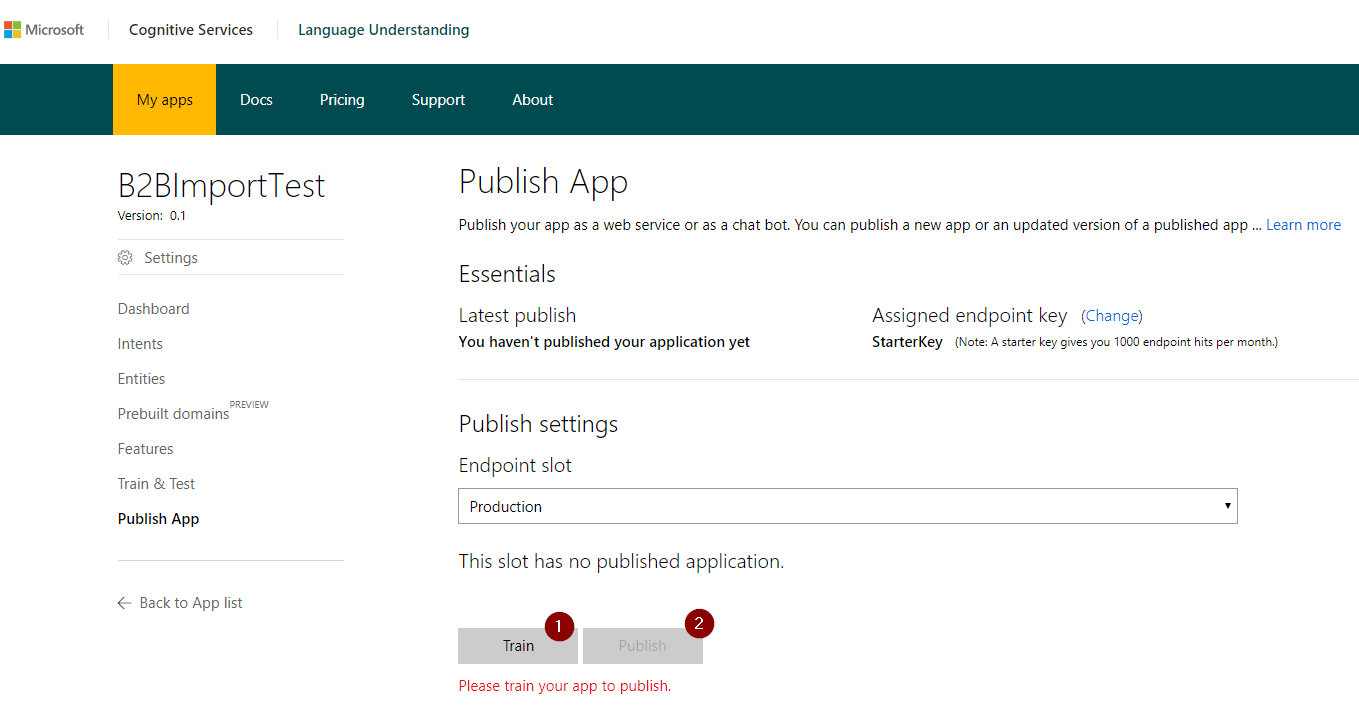 Microsoft Cognitive Services Language Understanding
My apps Docs Pricing Support About
B2BImportTest
Version: 0.1
Settings
Dashboard
Intents
Entities
Prebuilt domains PREVIEW
Features
Train & Test
Publish App
Back to App list
Publish App
Publish your app as a web service or as a chat bot. You can publish a new app or an updated version of a published app ... Learn more
Essentials
Latest publish
You haven't published your application yet
Assigned endpoint key (Change)
StarterKey (Note: A starter key gives you 1000 endpoint hits per month.)
Publish settings
Endpoint slot
Production
This slot has no published application.
1 2
Train Publish
Please train your app to publish.